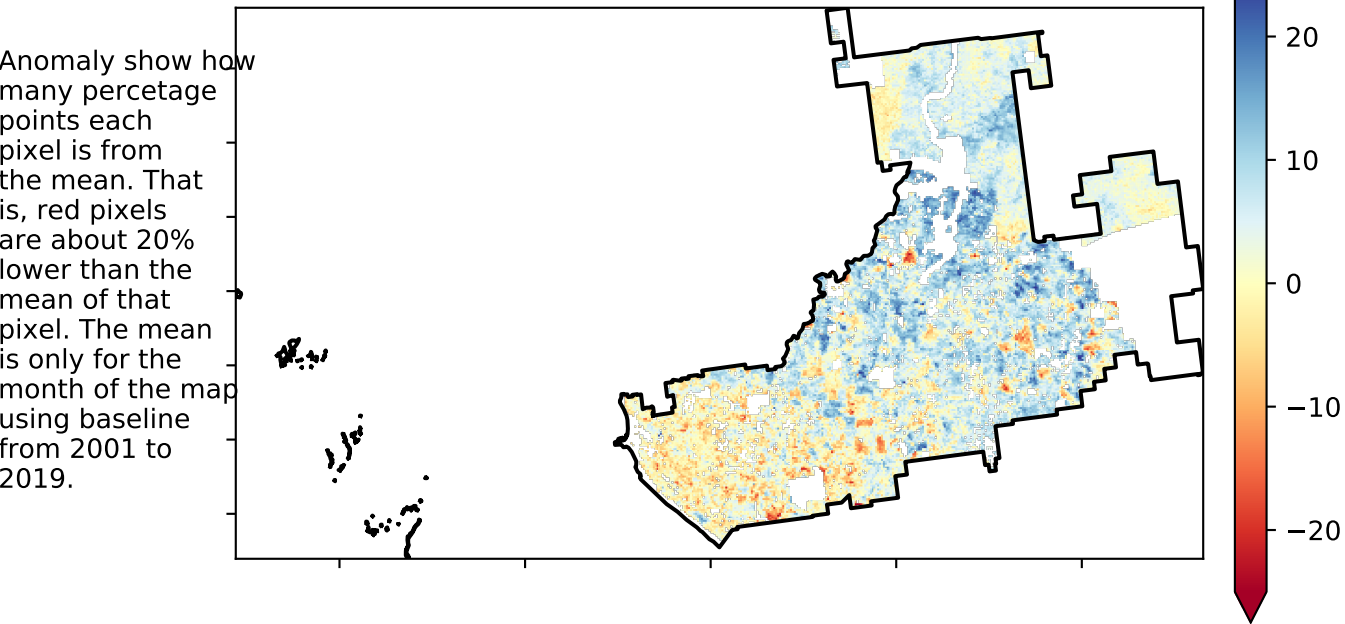 Anomaly show how
many percetage
points each
pixel is from
the mean. That
is, red pixels
are about 20%
lower than the
mean of that
pixel. The mean
is only for the
month of the map
using baseline
from 2001 to
2019.
20
10
0
−10
−20